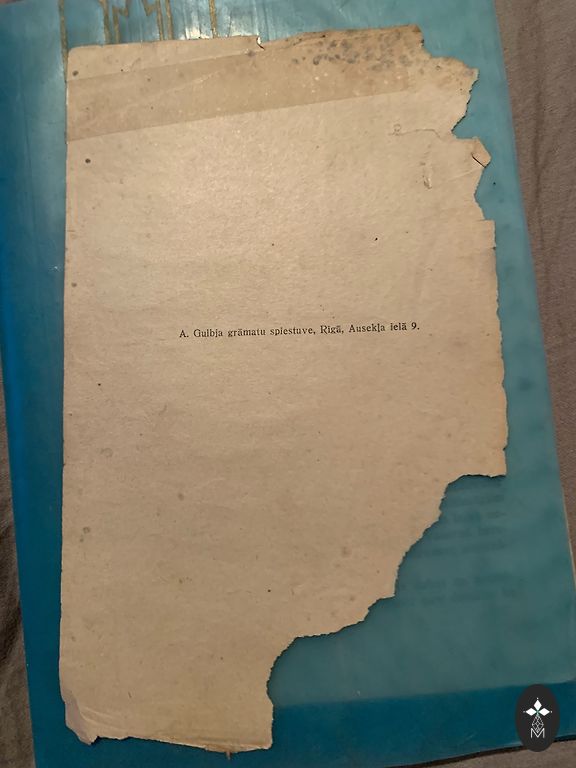 A. Gulbja grāmatu spiestuve, Rīgā, Ausekļa ielā 9.